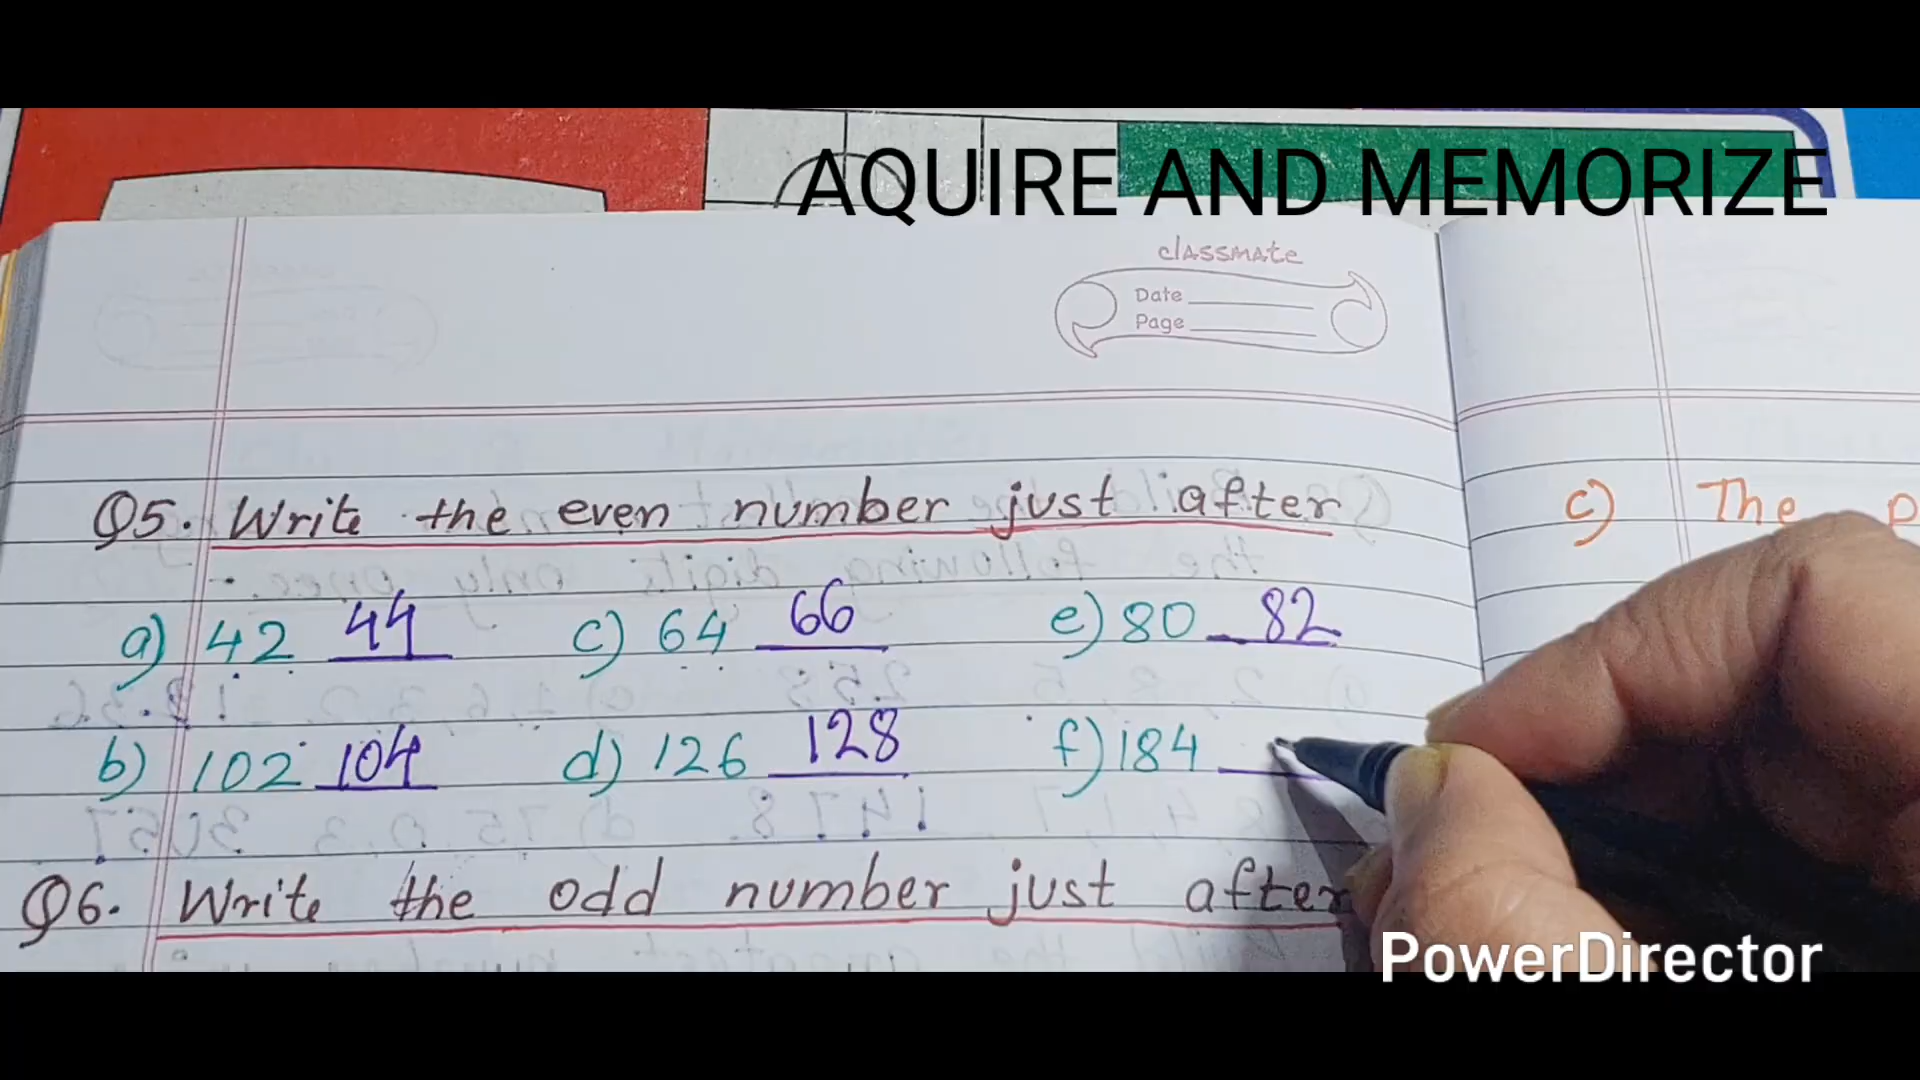 AQUIRE AND MEMORIZE
classmate
Date
Page
Q5. Write the even number just after
a) 42 44 c) 64 66 e) 80 82
b) 102 104 d) 126 128 f) 184
Q6. Write the odd number just after
c) The
PowerDirector